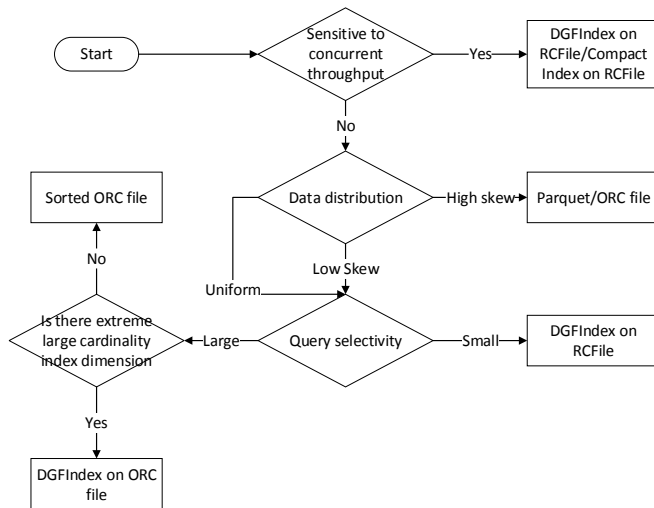 Start
Sensitive to
concurrent
throughput
Yes
DGFIndex on
RCFile/Compact
Index on RCFile
No
Data distribution
High skew
Parquet/ORC file
Sorted ORC file
Low Skew
Uniform
No
Is there extreme
large cardinality
index dimension
Large
Query selectivity
Small
DGFIndex on
RCFile
Yes
DGFIndex on ORC
file